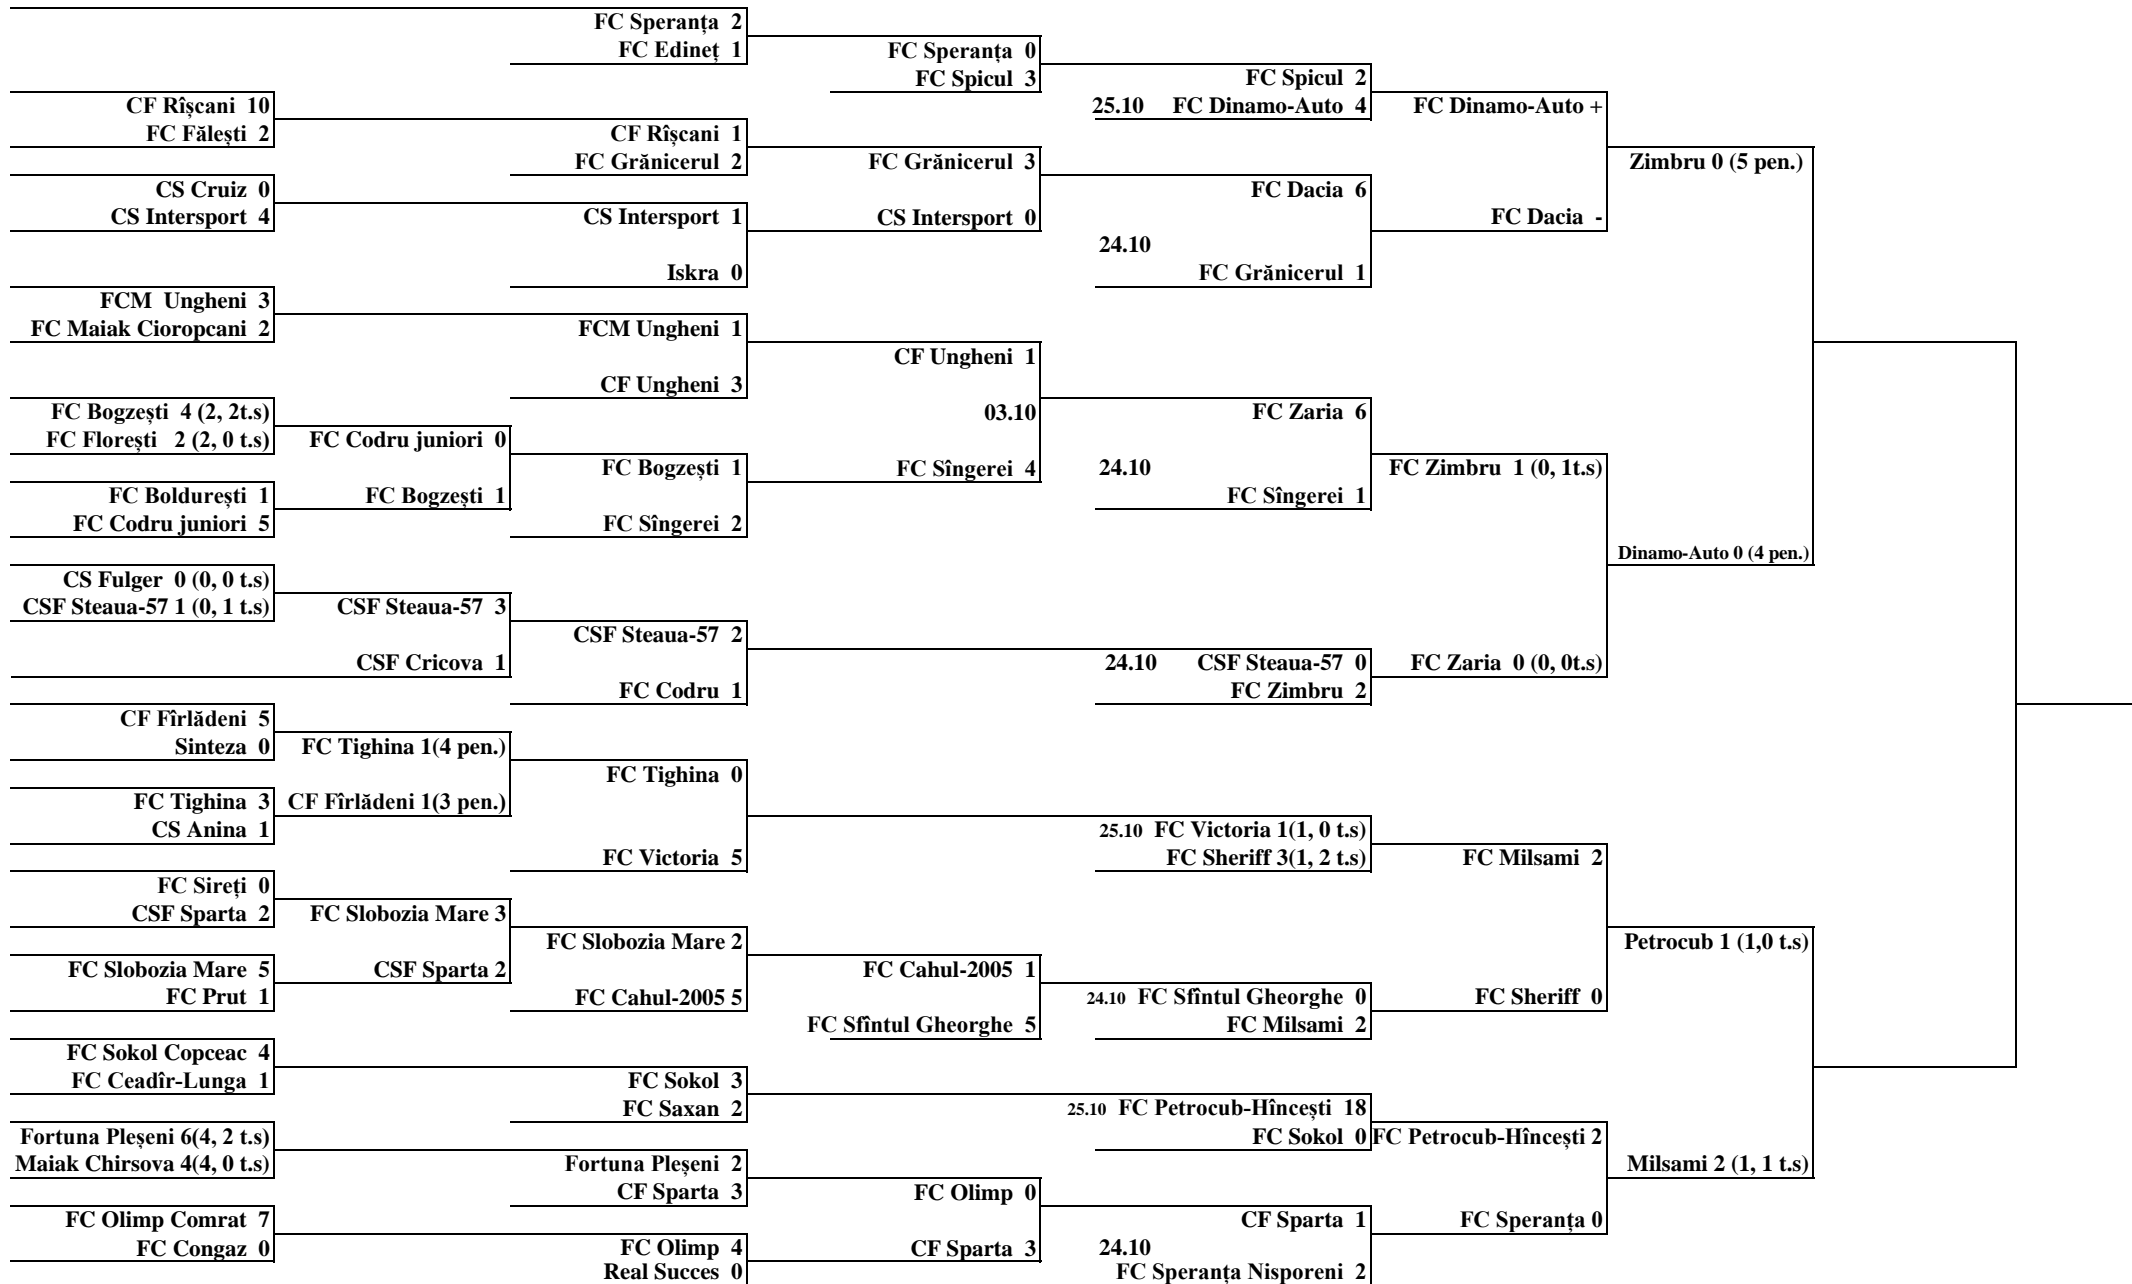 FC Speranța 2
FC Edineț 1
FC Speranța 0
FC Spicul 3
FC Spicul 2
25.10 FC Dinamo-Auto 4
FC Dinamo-Auto +
CF Rîșcani 10
FC Fălești 2
CF Rîșcani 1
FC Grănicerul 2
FC Grănicerul 3
Zimbru 0 (5 pen.)
CS Cruiz 0
CS Intersport 4
CS Intersport 1
CS Intersport 0
FC Dacia 6
FC Dacia -
24.10
Iskra 0
FC Grănicerul 1
FCM Ungheni 3
FC Maiak Cioropcani 2
FCM Ungheni 1
CF Ungheni 1
CF Ungheni 3
03.10
FC Zaria 6
FC Bogzești 4 (2, 2t.s)
FC Florești 2 (2, 0 t.s)
FC Codru juniori 0
FC Bogzești 1
FC Sîngerei 4
24.10
FC Zimbru 1 (0, 1t.s)
FC Boldurești 1
FC Codru juniori 5
FC Bogzești 1
FC Sîngerei 2
FC Sîngerei 1
Dinamo-Auto 0 (4 pen.)
CS Fulger 0 (0, 0 t.s)
CSF Steaua-57 1 (0, 1 t.s)
CSF Steaua-57 3
CSF Steaua-57 2
CSF Cricova 1
24.10 CSF Steaua-57 0
FC Zaria 0 (0, 0t.s)
FC Codru 1
FC Zimbru 2
CF Fîrlădeni 5
Sinteza 0
FC Tighina 1(4 pen.)
FC Tighina 0
FC Tighina 3
CF Fîrlădeni 1(3 pen.)
CS Anina 1
25.10 FC Victoria 1(1, 0 t.s)
FC Victoria 5
FC Sheriff 3(1, 2 t.s)
FC Milsami 2
FC Sireți 0
CSF Sparta 2
FC Slobozia Mare 3
FC Slobozia Mare 2
Petrocub 1 (1,0 t.s)
FC Slobozia Mare 5
CSF Sparta 2
FC Cahul-2005 1
FC Prut 1
FC Cahul-2005 5
24.10 FC Sfîntul Gheorghe 0
FC Sheriff 0
FC Sfîntul Gheorghe 5
FC Milsami 2
FC Sokol Copceac 4
FC Ceadîr-Lunga 1
FC Sokol 3
FC Saxan 2
25.10 FC Petrocub-Hîncești 18
FC Sokol 0
FC Petrocub-Hîncești 2
Fortuna Pleșeni 6(4, 2 t.s)
Maiak Chirsova 4(4, 0 t.s)
Fortuna Pleșeni 2
CF Sparta 3
Milsami 2 (1, 1 t.s)
FC Olimp 0
FC Olimp Comrat 7
FC Congaz 0
CF Sparta 1
FC Speranța 0
FC Olimp 4
CF Sparta 3
24.10
Real Succes 0
FC Speranța Nisporeni 2